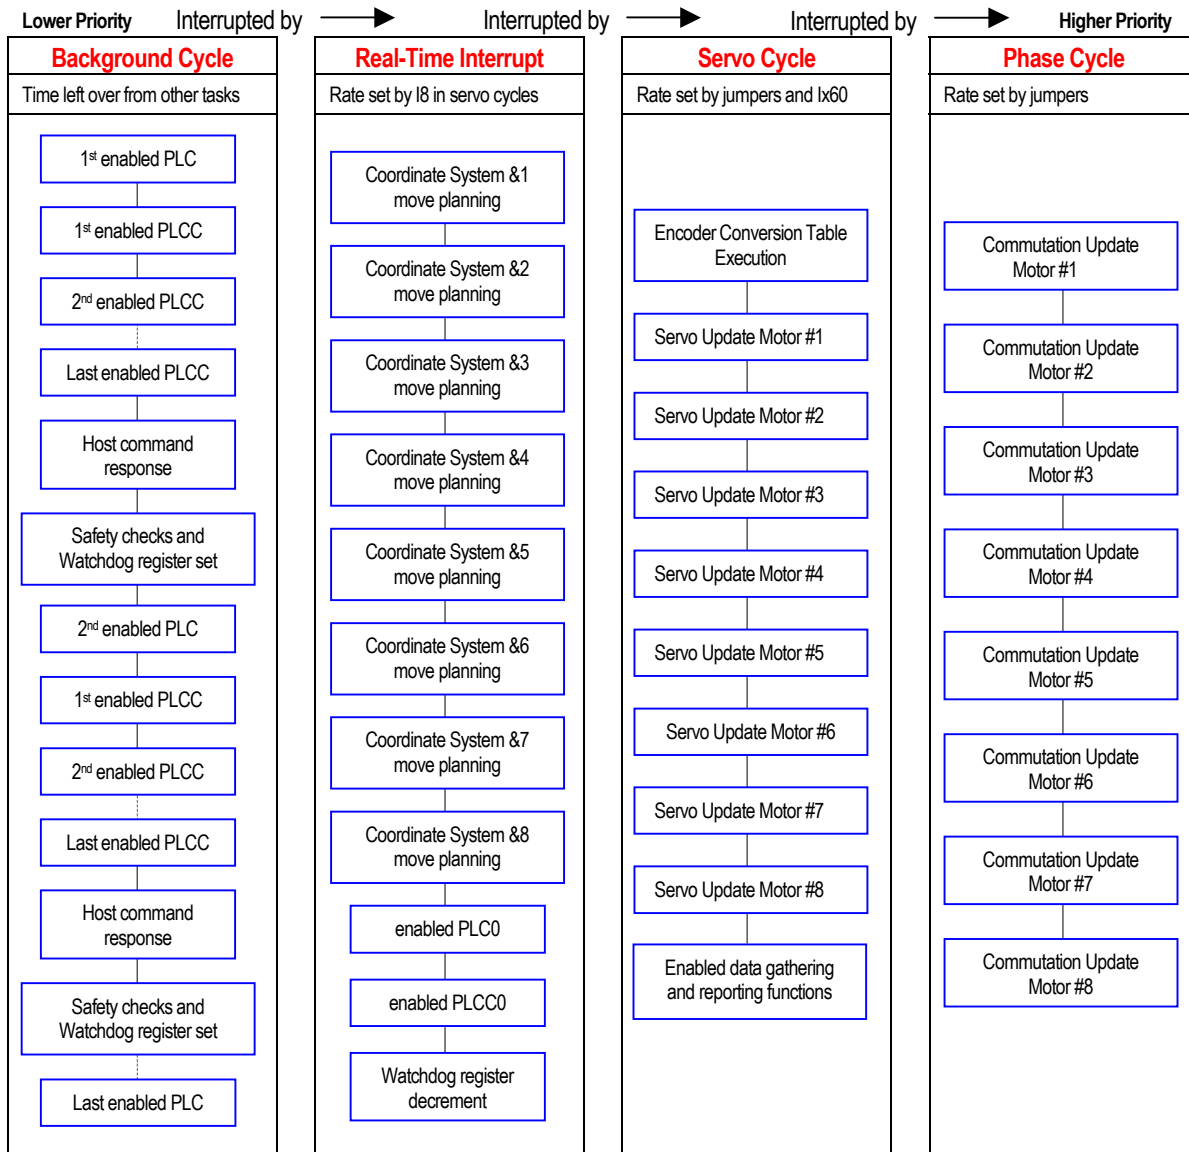 Lower Priority Interrupted by Interrupted by Interrupted by Higher Priority
Background Cycle
Time left over from other tasks
1st enabled PLC
1st enabled PLCC
2nd enabled PLCC
Last enabled PLCC
Host command
response
Safety checks and
Watchdog register set
2nd enabled PLC
1st enabled PLCC
2nd enabled PLCC
Last enabled PLCC
Host command
response
Safety checks and
Watchdog register set
Last enabled PLC
Real-Time Interrupt
Rate set by I8 in servo cycles
Coordinate System &1
move planning
Coordinate System &2
move planning
Coordinate System &3
move planning
Coordinate System &4
move planning
Coordinate System &5
move planning
Coordinate System &6
move planning
Coordinate System &7
move planning
Coordinate System &8
move planning
enabled PLC0
enabled PLCC0
Watchdog register
decrement
Servo Cycle
Rate set by jumpers and Ix60
Encoder Conversion Table
Execution
Servo Update Motor #1
Servo Update Motor #2
Servo Update Motor #3
Servo Update Motor #4
Servo Update Motor #5
Servo Update Motor #6
Servo Update Motor #7
Servo Update Motor #8
Enabled data gathering
and reporting functions
Phase Cycle
Rate set by jumpers
Commutation Update
Motor #1
Commutation Update
Motor #2
Commutation Update
Motor #3
Commutation Update
Motor #4
Commutation Update
Motor #5
Commutation Update
Motor #6
Commutation Update
Motor #7
Commutation Update
Motor #8